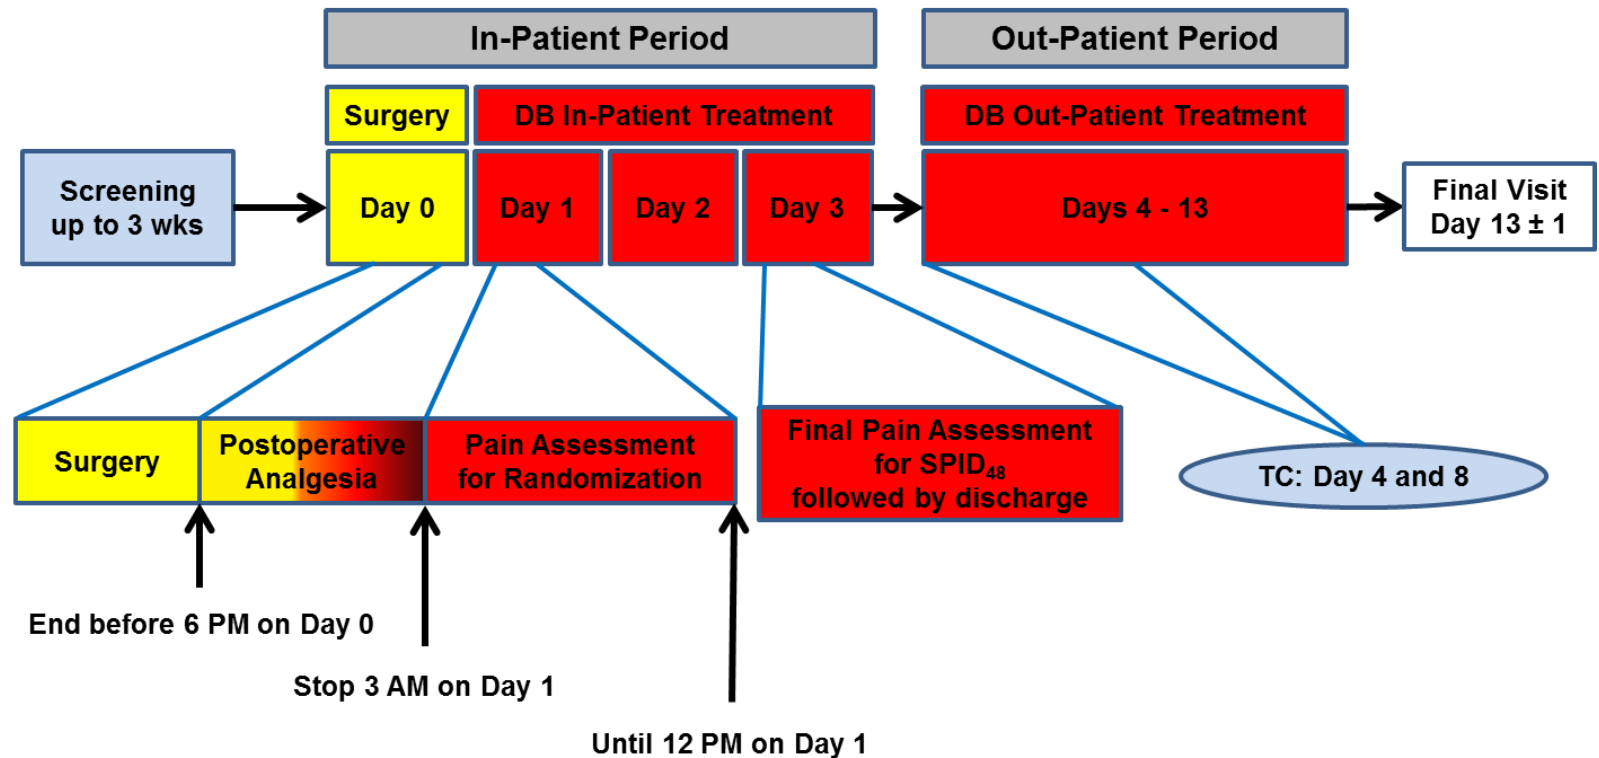 In-Patient Period
Out-Patient Period
Surgery
DB In-Patient Treatment
DB Out-Patient Treatment
Screening
up to 3 wks
Day 0
Day 1
Day 2
Day 3
Days 4 - 13
Final Visit
Day 13 ± 1
Surgery
Postoperative
Analgesia
Pain Assessment
for Randomization
Final Pain Assessment
for SPID48
followed by discharge
TC: Day 4 and 8
End before 6 PM on Day 0
Stop 3 AM on Day 1
Until 12 PM on Day 1